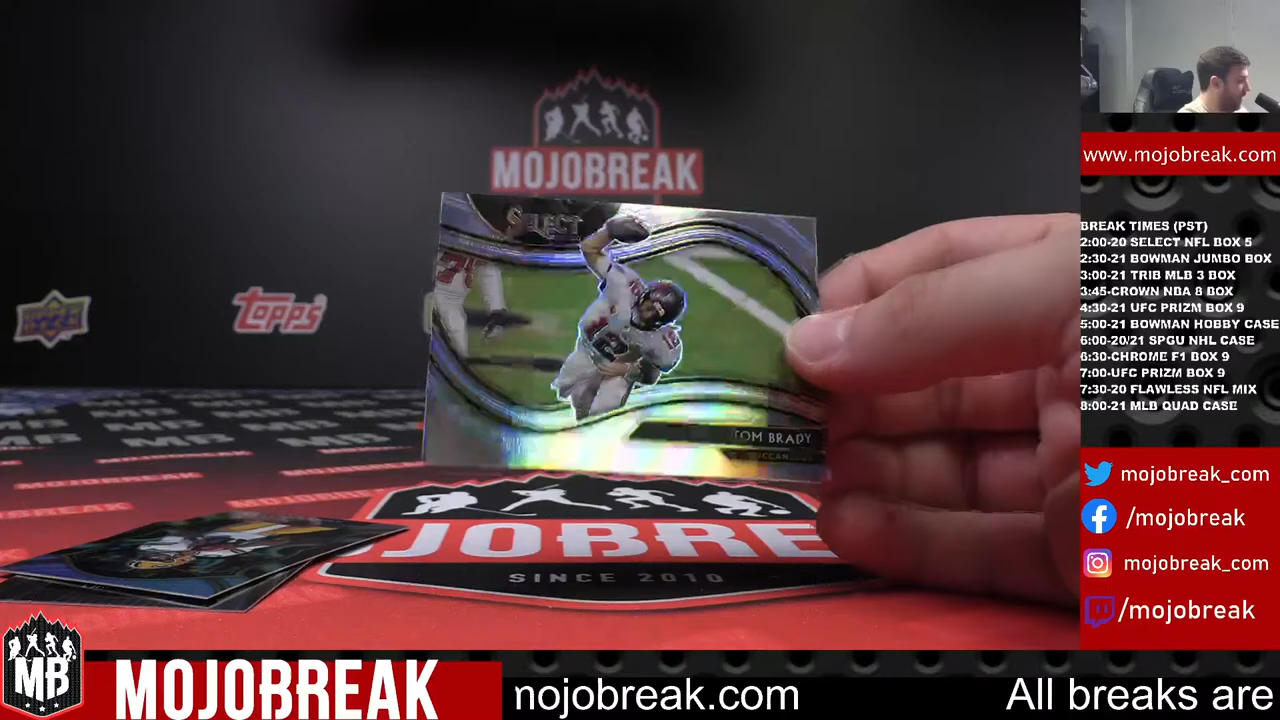 MOJOBREAK
SELECT
TOM BRADY
topps
12
JOBRE
SINCE 2010
MB
MOJOBREAK
nojobreak.com
All breaks are
www.mojobreak.com
BREAK TIMES (PST)
2:00-20 SELECT NFL BOX 5
2:30-21 BOWMAN JUMBO BOX
3:00-21 TRIB MLB 3 BOX
3:45-CROWN NBA 8 BOX
4:30-21 UFC PRIZM BOX 9
5:00-21 BOWMAN HOBBY CASE
6:00-20/21 SPGU NHL CASE
6:30-CHROME F1 BOX 9
7:00-UFC PRIZM BOX 9
7:30-20 FLAWLESS NFL MIX
8:00-21 MLB QUAD CASE
mojobreak_com
/mojobreak
mojobreak_com
/mojobreak